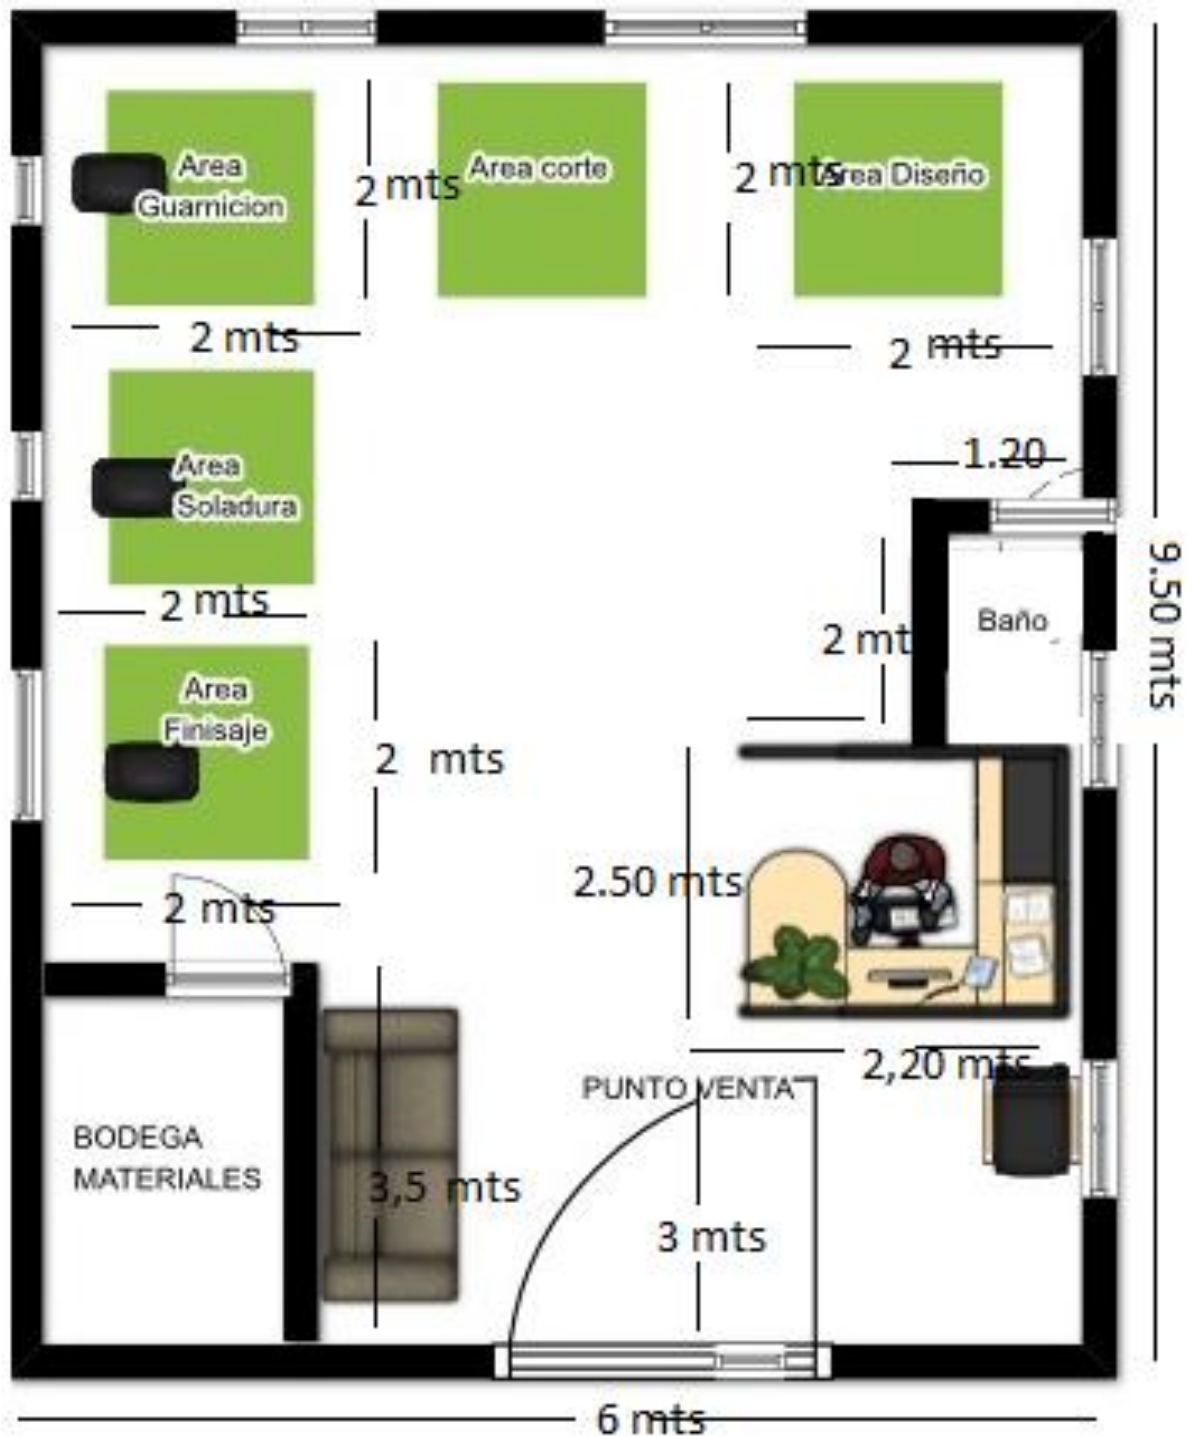 Area
Guarnicion
2 mts
Area corte
2 mts
Area Diseño
2 mts
2 mts
Area
Soladura
1.20
2 mts
2 mt
Baño
9.50 mts
Area
Finisaje
2 mts
2 mts
2.50 mts
2,20 mts
PUNTO VENTA
BODEGA
MATERIALES
3,5 mts
3 mts
6 mts